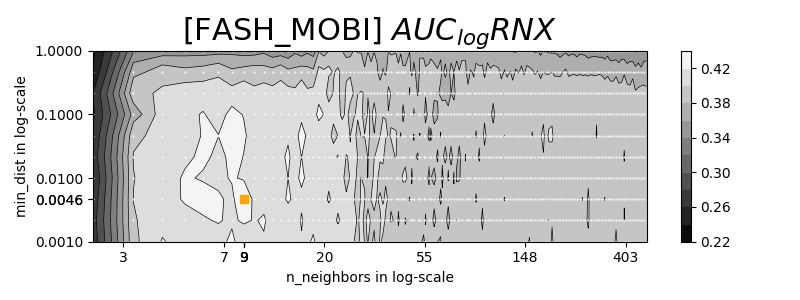 [FASH_MOBI] AUC_logRNX
1.0000
0.1000
0.0100
0.0046
0.0010
min_dist in log-scale
3 7 9 20 55 148 403
n_neighbors in log-scale
0.42
0.38
0.34
0.30
0.26
0.22